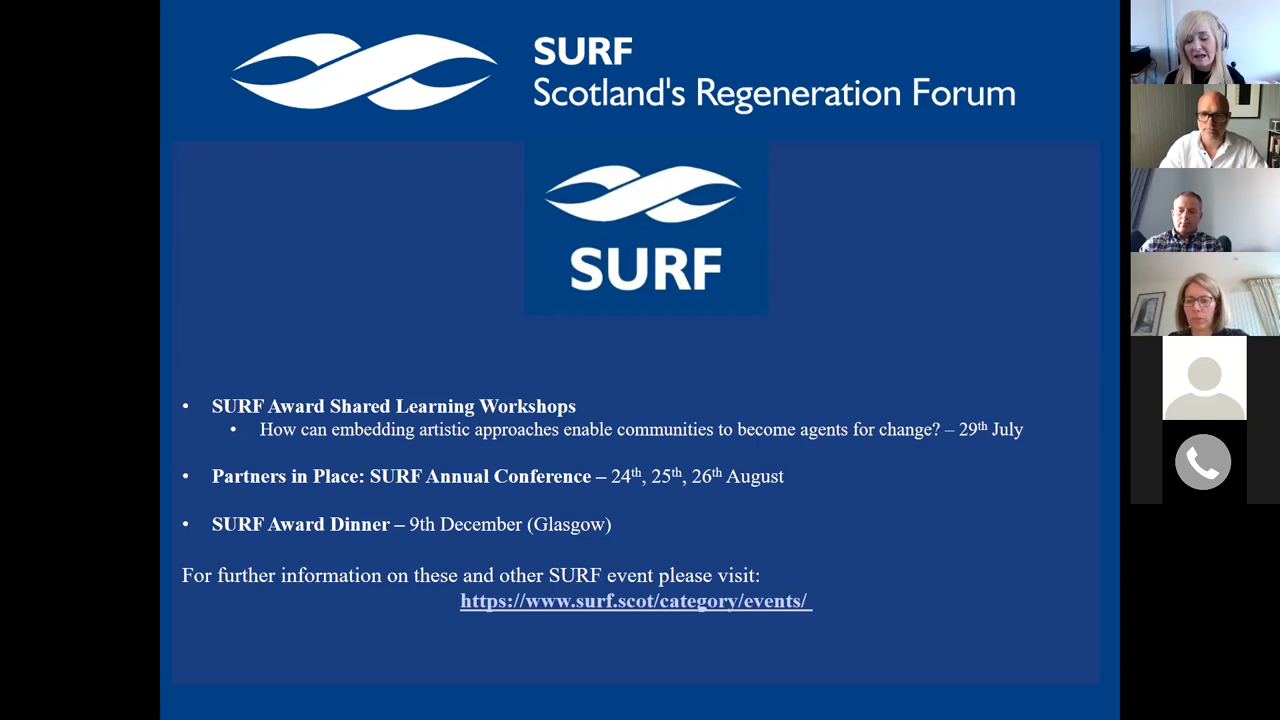 SURF
Scotland's Regeneration Forum
SURF
• SURF Award Shared Learning Workshops
• How can embedding artistic approaches enable communities to become agents for change? – 29th July
• Partners in Place: SURF Annual Conference – 24th, 25th, 26th August
• SURF Award Dinner – 9th December (Glasgow)
For further information on these and other SURF event please visit:
https://www.surf.scot/category/events/